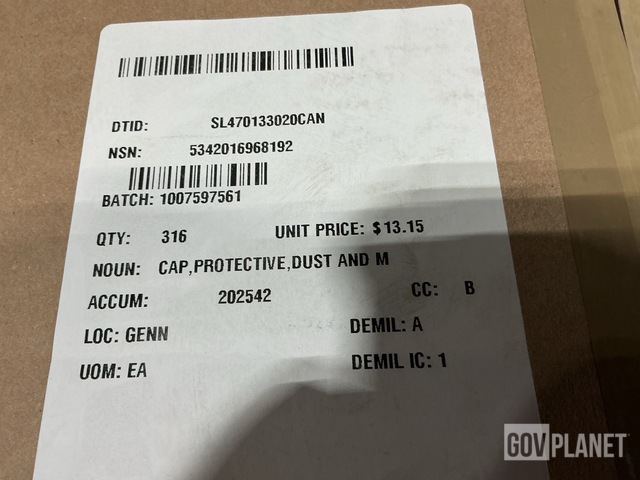 DTID: SL470133020CAN
NSN: 5342016968192
BATCH: 1007597561
QTY: 316 UNIT PRICE: $13.15
NOUN: CAP,PROTECTIVE,DUST AND M
ACCUM: 202542 CC: B
LOC: GENN DEMIL: A
UOM: EA DEMIL IC: 1
GOVPLANET